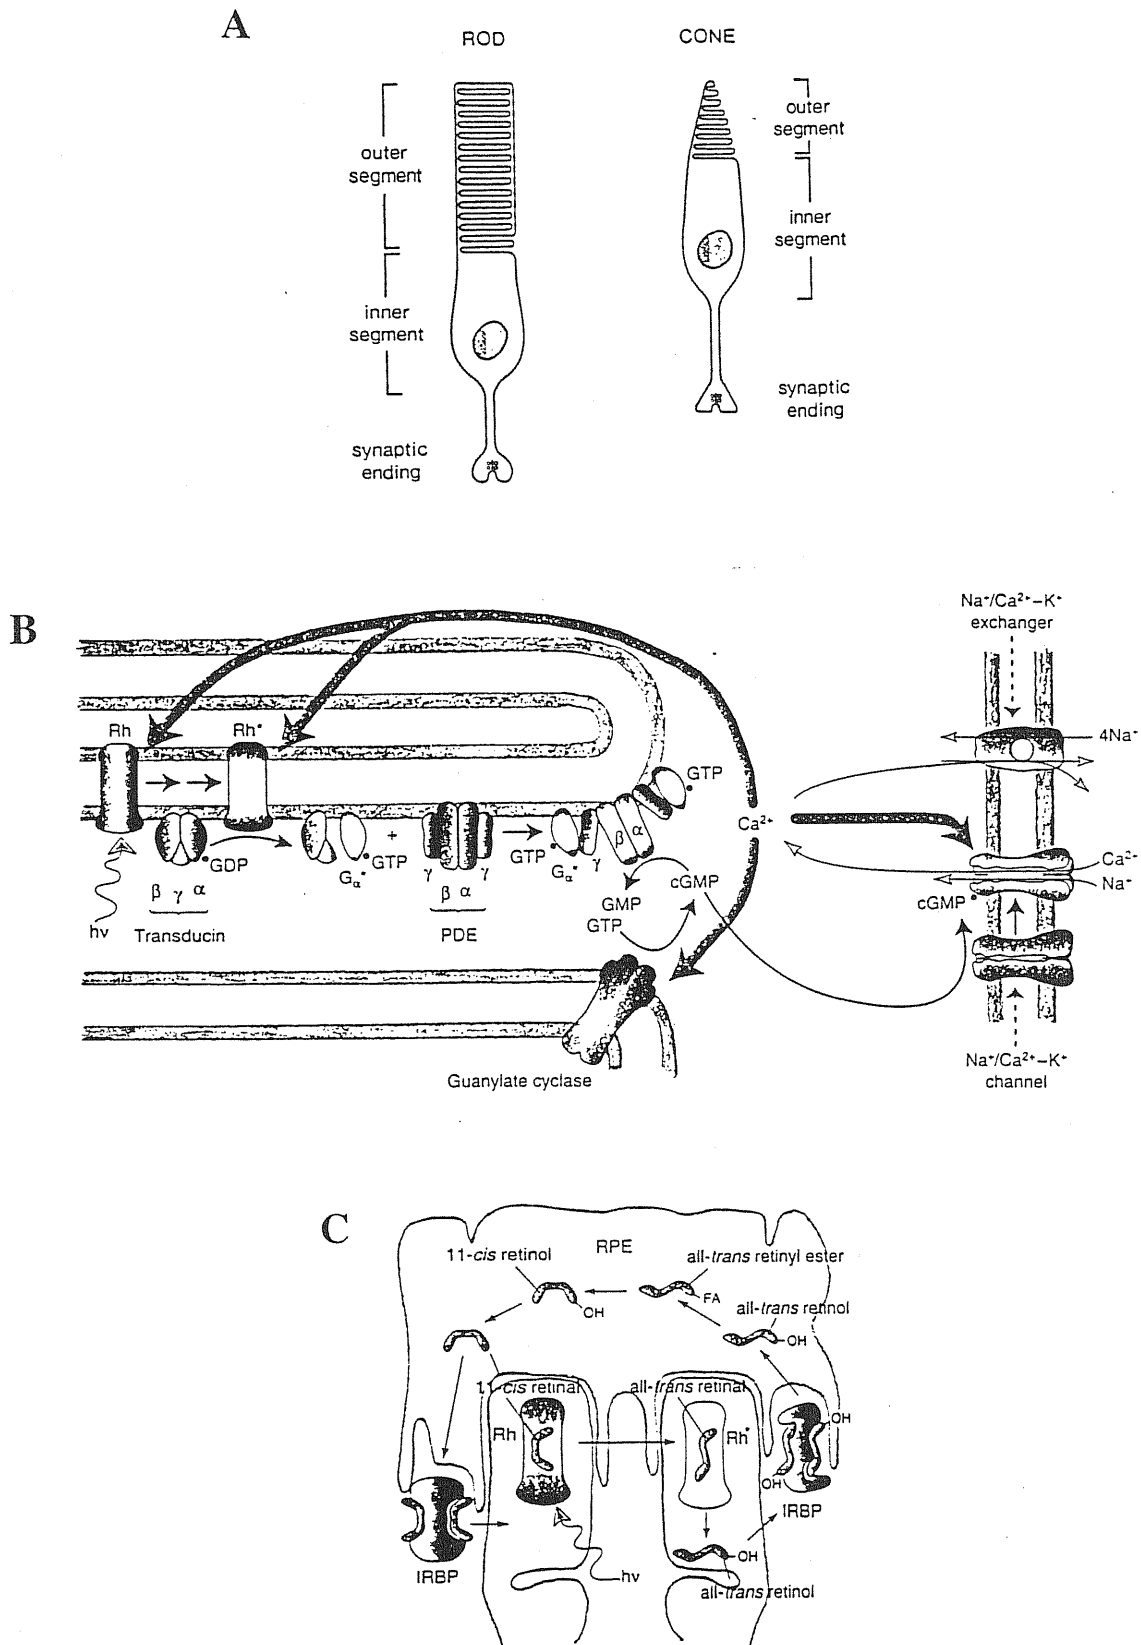 A
ROD
CONE
outer
segment
inner
segment
synaptic
ending
outer
segment
inner
segment
synaptic
ending
B
Na⁺/Ca²⁺–K⁺
exchanger
4Na⁺
Rh
Rh*
GTP
Ca²⁺
GDP
+
GTP
Gα*
GTP
Gα*
β γ α
Transducin
γ
β α
γ
PDE
γ
β α
hν
cGMP
GMP
GTP
Ca²⁺
Na⁺
cGMP
Guanylate cyclase
Na⁺/Ca²⁺–K⁺
channel
C
RPE
11-cis retinol
all-trans retinyl ester
OH
FA
all-trans retinol
OH
11-cis retinal
all-trans retinal
Rh
Rh*
OH
OH
IRBP
IRBP
OH
hν
all-trans retinol